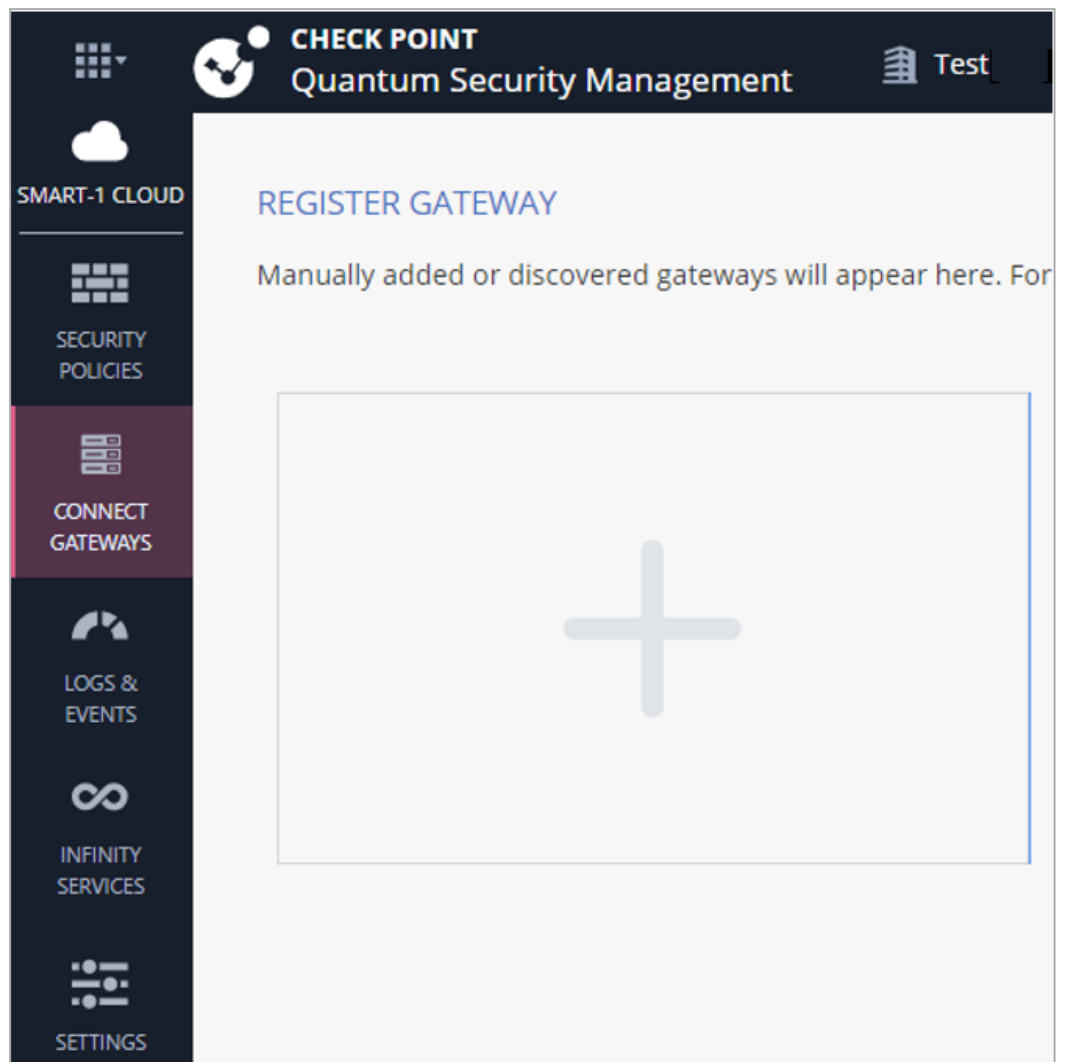 CHECK POINT
Quantum Security Management
Test
SMART-1 CLOUD
SECURITY
POLICIES
CONNECT
GATEWAYS
LOGS &
EVENTS
INFINITY
SERVICES
SETTINGS
REGISTER GATEWAY
Manually added or discovered gateways will appear here. For